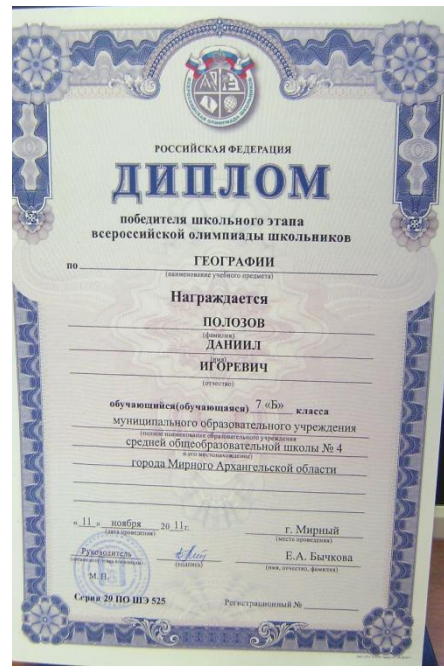 РОССИЙСКАЯ ФЕДЕРАЦИЯ
ДИПЛОМ
победителя школьного этапа
всероссийской олимпиады школьников
по ГЕОГРАФИИ
(наименование учебного предмета)
Награждается
ПОЛОЗОВ
(фамилия)
ДАНИИЛ
(имя)
ИГОРЕВИЧ
(отчество)
обучающийся(обучающаяся) 7 «Б» класса
муниципального образовательного учреждения
(полное наименование образовательного учреждения
средней общеобразовательной школы № 4
и его местонахождение)
города Мирного Архангельской области
« 11 » ноября 20 11г. г. Мирный
(дата проведения) (место проведения)
Руководитель Е.А. Бычкова
(подпись) (имя, отчество, фамилия)
М. П.
Серия 29 ПО ШЭ 525 Регистрационный №